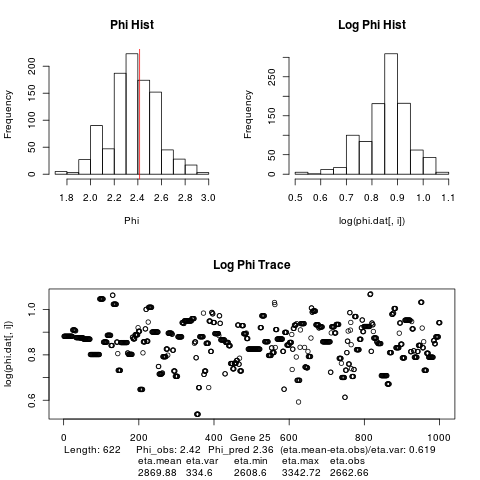 Phi Hist
Log Phi Hist
Frequency
0 50 100 150 200
1.8 2.0 2.2 2.4 2.6 2.8 3.0
Phi
Frequency
0 50 150 250
0.5 0.6 0.7 0.8 0.9 1.0 1.1
log(phi.dat[, i])
Log Phi Trace
log(phi.dat[, i])
0.6 0.8 1.0
0 200 400 600 800 1000
Gene 25
Length: 622 Phi_obs: 2.42 Phi_pred 2.36 (eta.mean-eta.obs)/eta.var: 0.619
eta.mean eta.var eta.min eta.max eta.obs
2869.88 334.6 2608.6 3342.72 2662.66